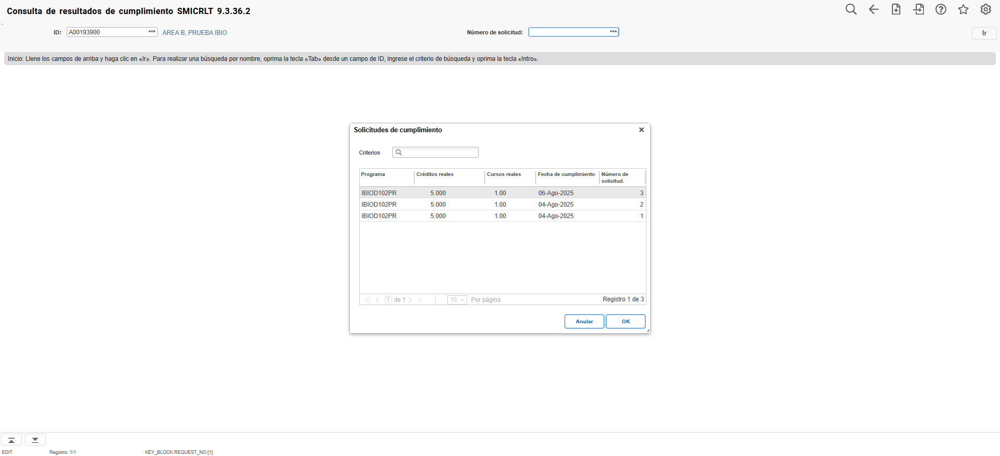 Consulta de resultados de cumplimiento SMICRLT 9.3.36.2
ID: A00193900 AREA B, PRUEBA IBIO Número de solicitud: Ir
Inicio: Llene los campos de arriba y haga clic en «Ir». Para realizar una búsqueda por nombre, oprima la tecla «Tab» desde un campo de ID, ingrese el criterio de búsqueda y oprima la tecla «Intro».
Solicitudes de cumplimiento
Criterios
Programa Créditos reales Cursos reales Fecha de cumplimiento Número de solicitud.
IBIOD102PR 5.000 1.00 06-Ago-2025 3
IBIOD102PR 5.000 1.00 04-Ago-2025 2
IBIOD102PR 5.000 1.00 04-Ago-2025 1
1 de 1 10 Por página Registro 1 de 3
Anular OK
EDIT Registro: 1/1 KEY_BLOCK.REQUEST_NO [1]